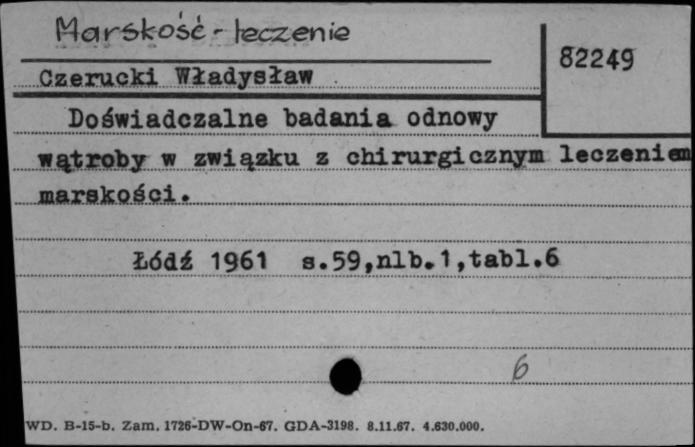 Marskość - leczenie
82249
Czerucki Władysław
Doświadczalne badania odnowy
wątroby w związku z chirurgicznym leczeniem
marskości.
Łódź 1961 s.59,nlb.1,tabl.6
6
WD. B-15-b. Zam. 1726-DW-On-67. GDA-3198. 8.11.67. 4.630.000.